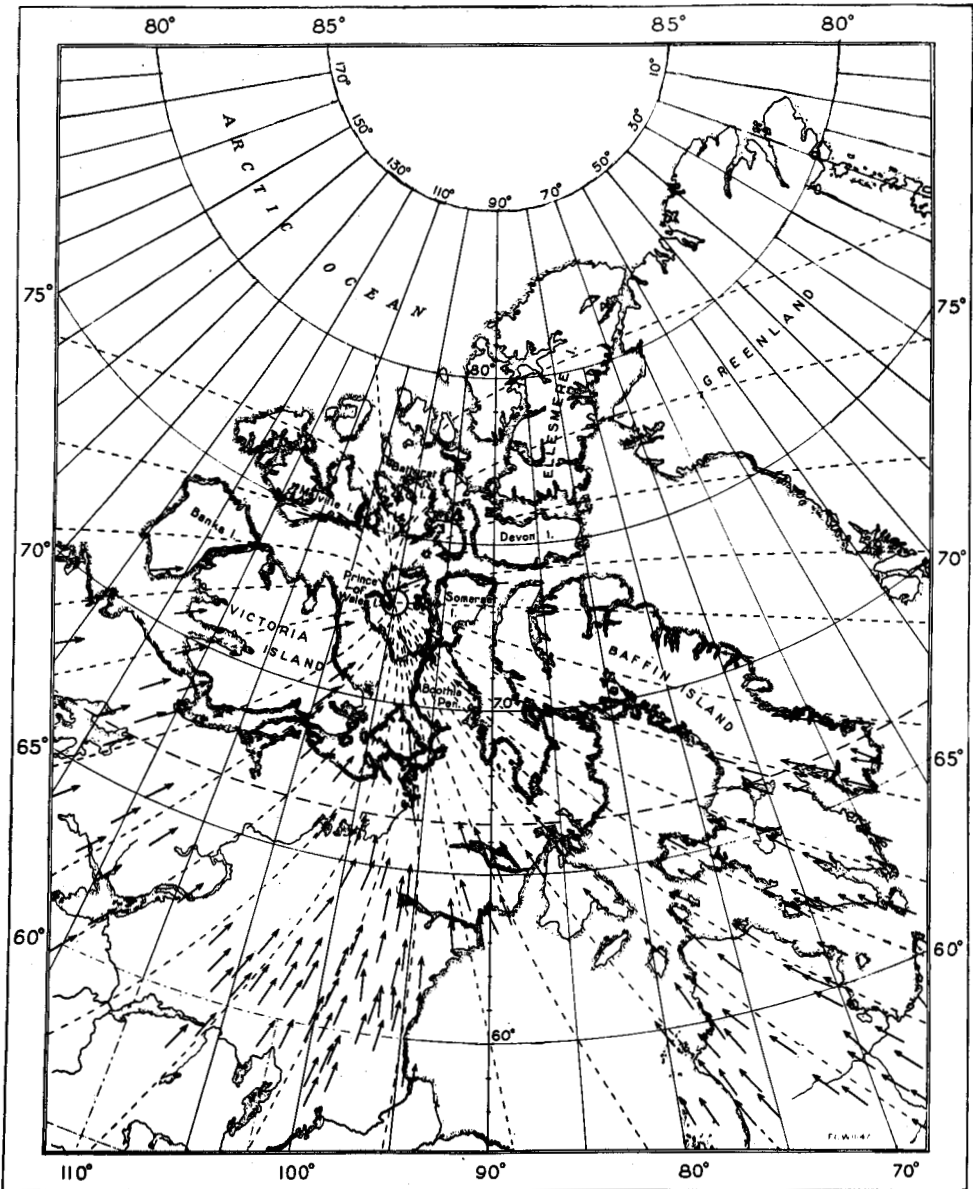 80° 85° 85° 80°
170° 10°
150° 30°
130° 50°
110° 70°
90°
ARCTIC
OCEAN
75° 75°
GREENLAND
80°
ELLESMERE I.
Bathurst
I.
Melville I.
Banks I.
Devon I.
70° 70°
Prince
of
Wales I.
Somerset
I.
VICTORIA
ISLAND
BAFFIN ISLAND
Boothia
Pen.
70°
65° 65°
60° 60°
60°
110° 100° 90° 80° 70°